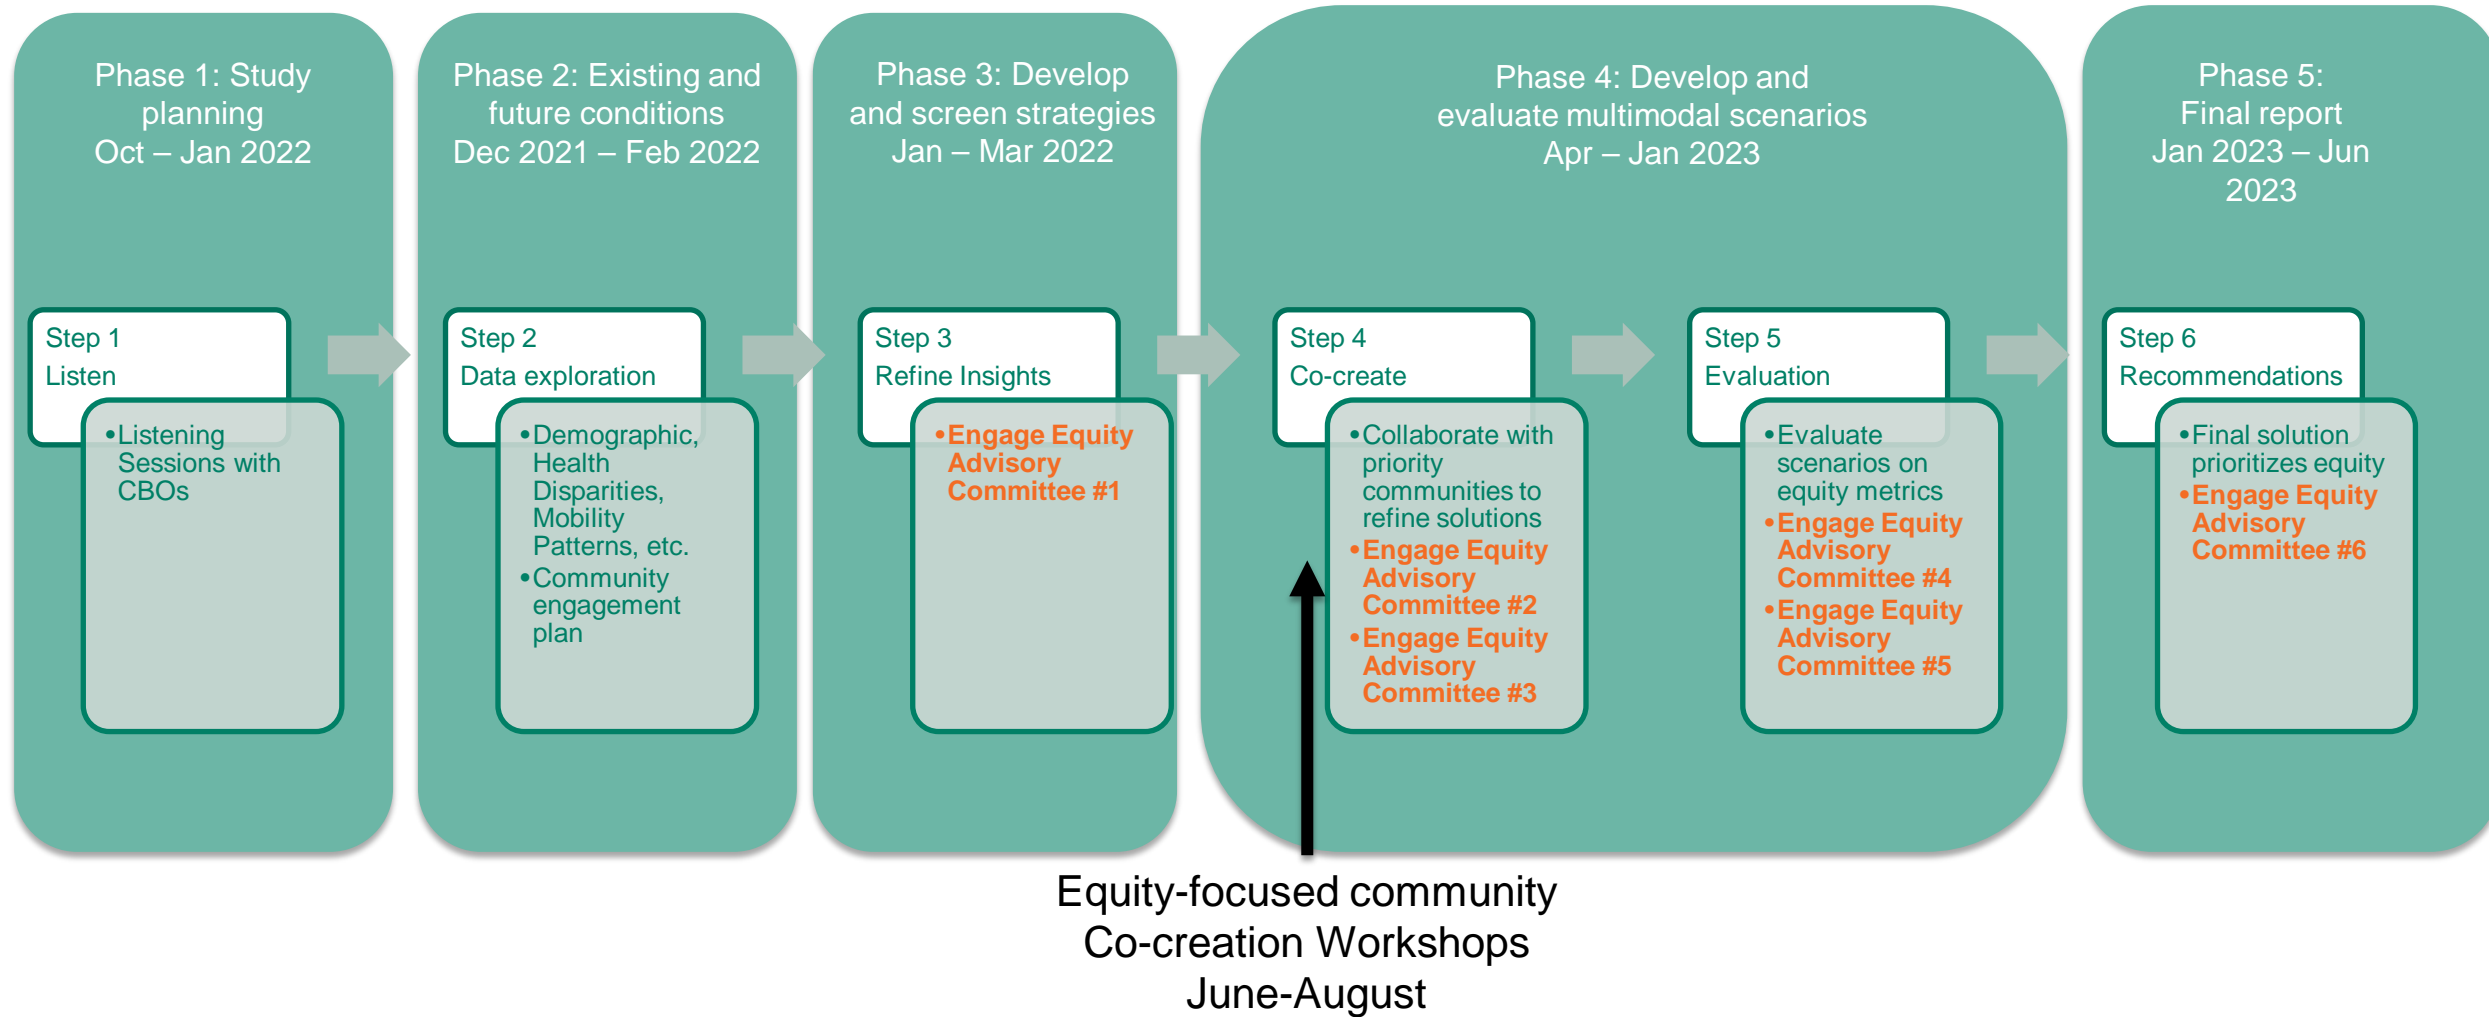 Phase 1: Study
planning
Oct – Jan 2022
Phase 2: Existing and
future conditions
Dec 2021 – Feb 2022
Phase 3: Develop
and screen strategies
Jan – Mar 2022
Phase 4: Develop and
evaluate multimodal scenarios
Apr – Jan 2023
Phase 5:
Final report
Jan 2023 – Jun
2023
Step 1
Listen
•Listening
Sessions with
CBOs
Step 2
Data exploration
•Demographic,
Health
Disparities,
Mobility
Patterns, etc.
•Community
engagement
plan
Step 3
Refine Insights
•Engage Equity
Advisory
Committee #1
Step 4
Co-create
•Collaborate with
priority
communities to
refine solutions
•Engage Equity
Advisory
Committee #2
•Engage Equity
Advisory
Committee #3
Step 5
Evaluation
•Evaluate
scenarios on
equity metrics
•Engage Equity
Advisory
Committee #4
•Engage Equity
Advisory
Committee #5
Step 6
Recommendations
•Final solution
prioritizes equity
•Engage Equity
Advisory
Committee #6
Equity-focused community
Co-creation Workshops
June-August